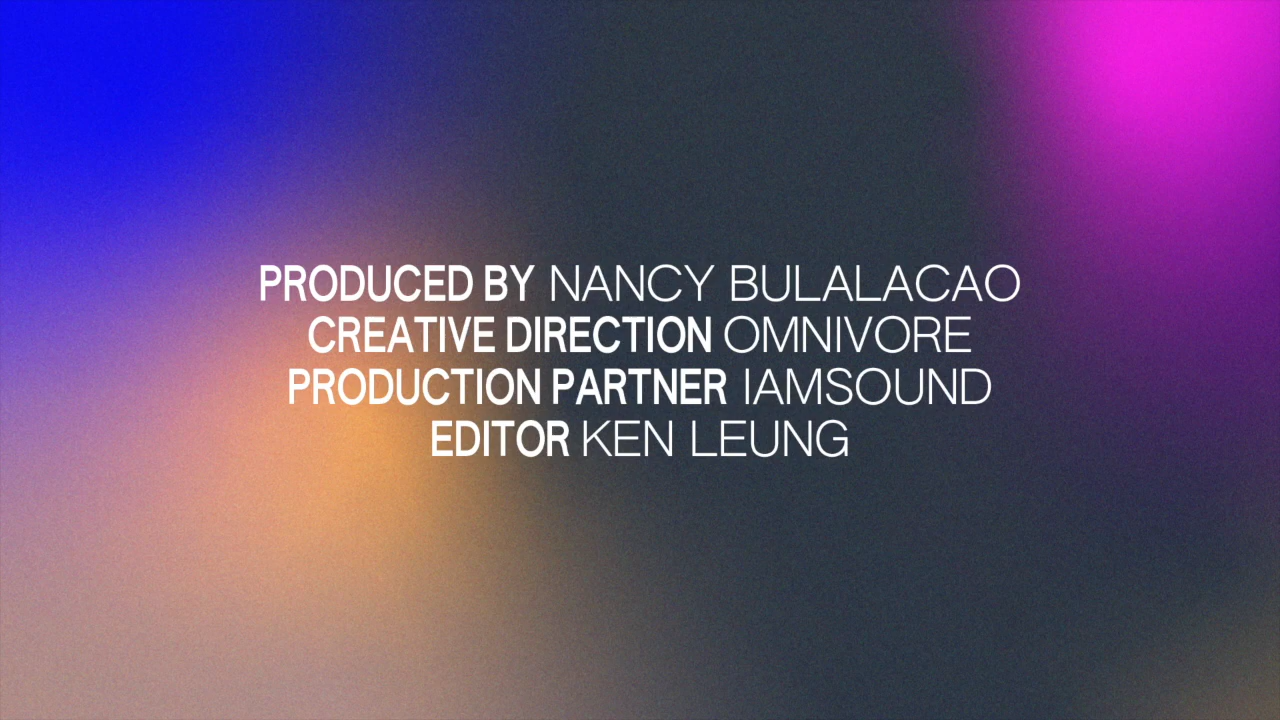 PRODUCED BY NANCY BULALACAO
CREATIVE DIRECTION OMNIVORE
PRODUCTION PARTNER IAMSOUND
EDITOR KEN LEUNG